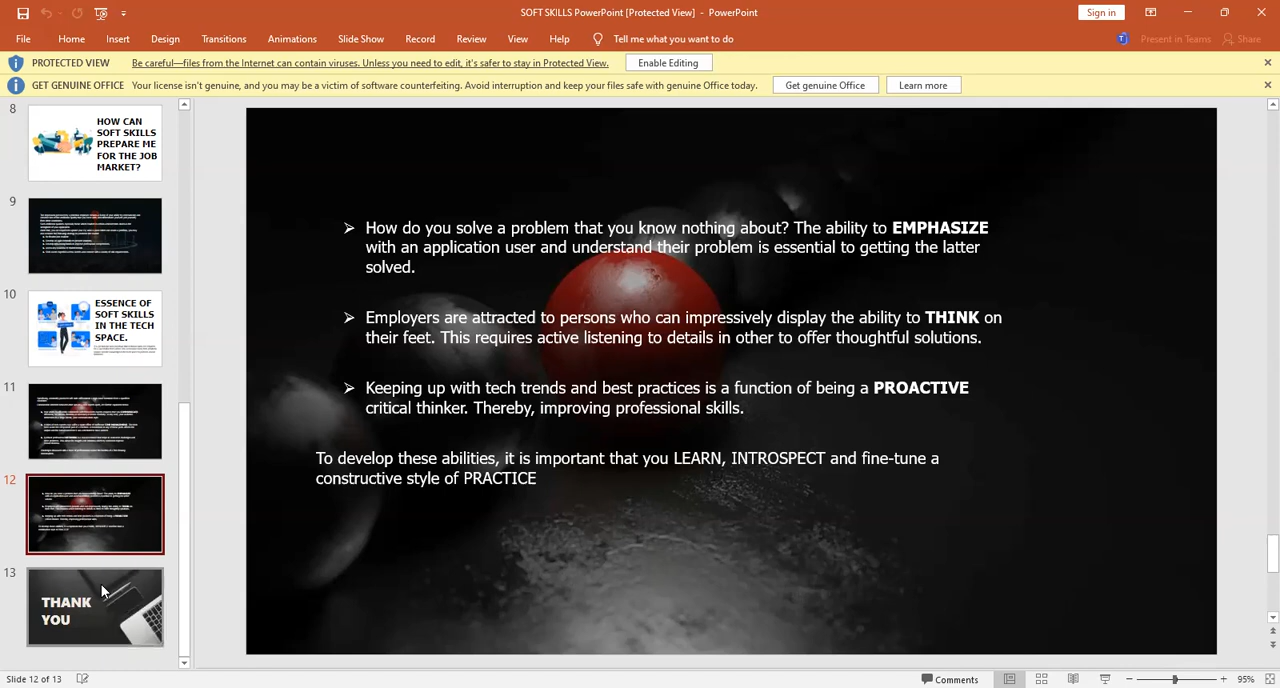 SOFT SKILLS PowerPoint [Protected View] - PowerPoint
Sign in
File Home Insert Design Transitions Animations Slide Show Record Review View Help Tell me what you want to do
Present in Teams Share
PROTECTED VIEW Be careful—files from the Internet can contain viruses. Unless you need to edit, it's safer to stay in Protected View. Enable Editing
GET GENUINE OFFICE Your license isn't genuine, and you may be a victim of software counterfeiting. Avoid interruption and keep your files safe with genuine Office today. Get genuine Office Learn more
8
HOW CAN
SOFT SKILLS
PREPARE ME
FOR THE JOB
MARKET?
9
10
ESSENCE OF
SOFT SKILLS
IN THE TECH
SPACE.
11
12
13
THANK
YOU
How do you solve a problem that you know nothing about? The ability to EMPHASIZE
with an application user and understand their problem is essential to getting the latter
solved.
Employers are attracted to persons who can impressively display the ability to THINK on
their feet. This requires active listening to details in other to offer thoughtful solutions.
Keeping up with tech trends and best practices is a function of being a PROACTIVE
critical thinker. Thereby, improving professional skills.
To develop these abilities, it is important that you LEARN, INTROSPECT and fine-tune a
constructive style of PRACTICE
Slide 12 of 13
Comments
95%